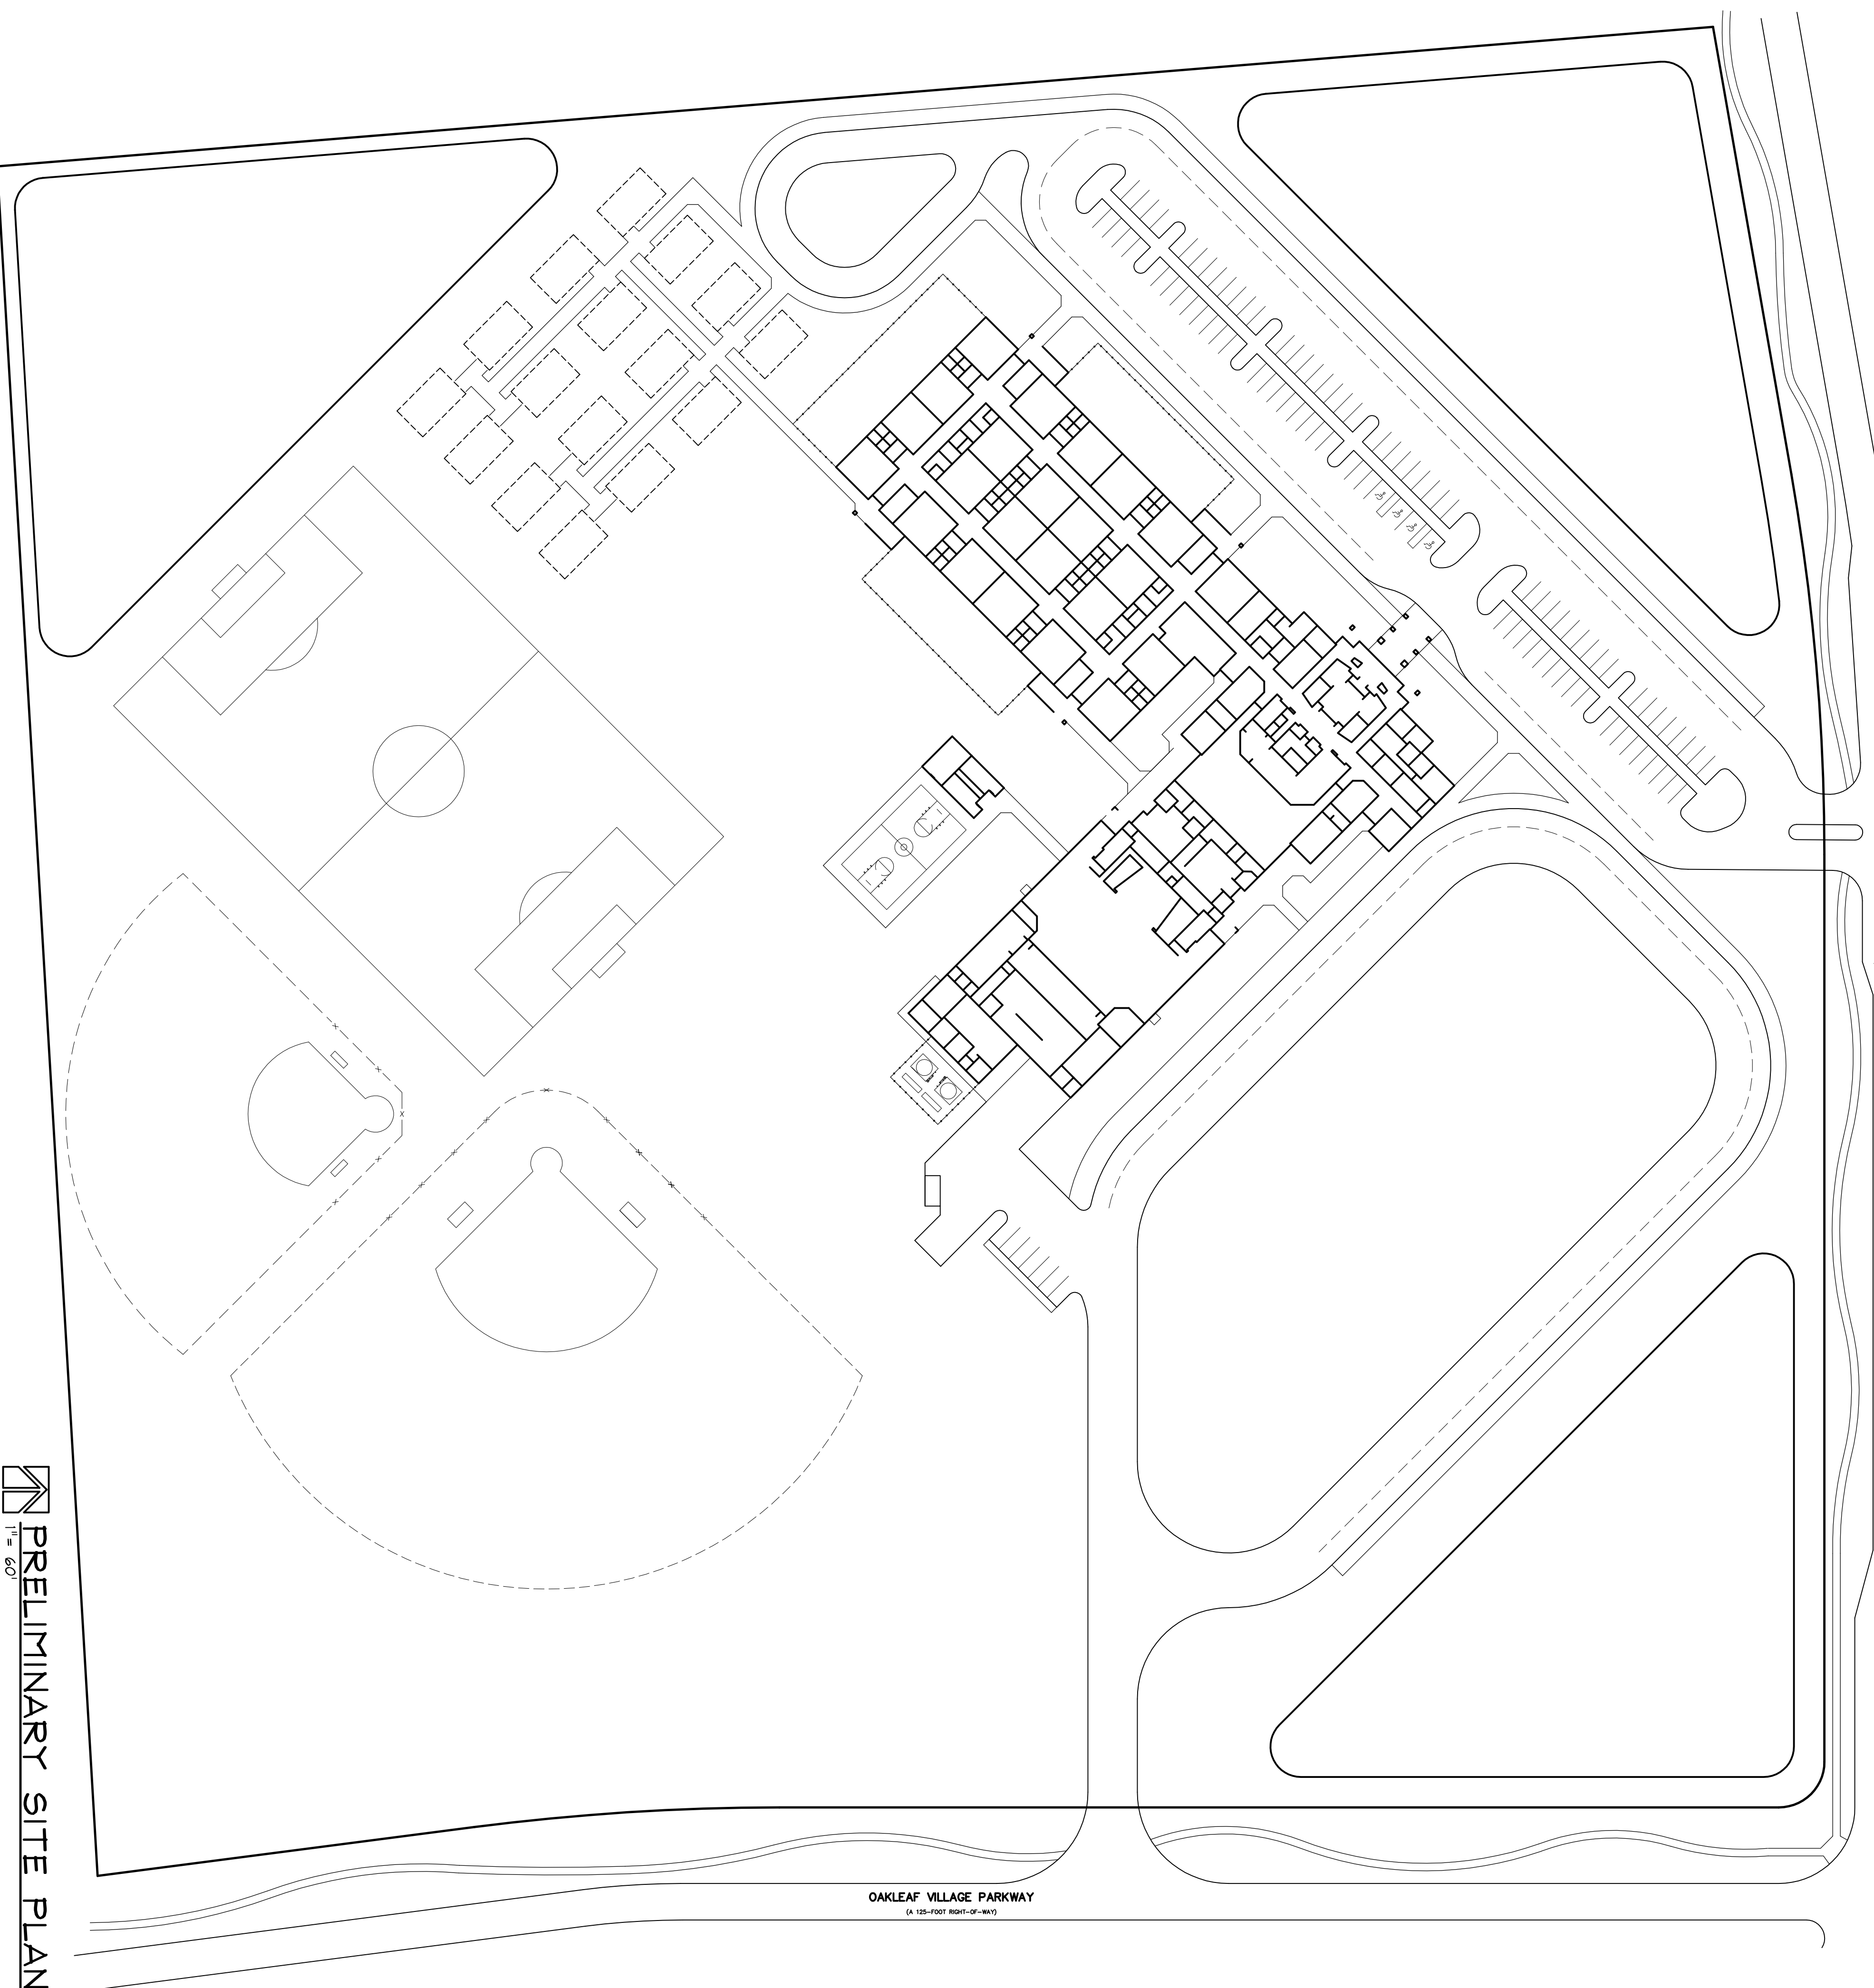 PRELIMINARY SITE PLAN
1" = 60'
OAKLEAF VILLAGE PARKWAY
(A 125-FOOT RIGHT-OF-WAY)